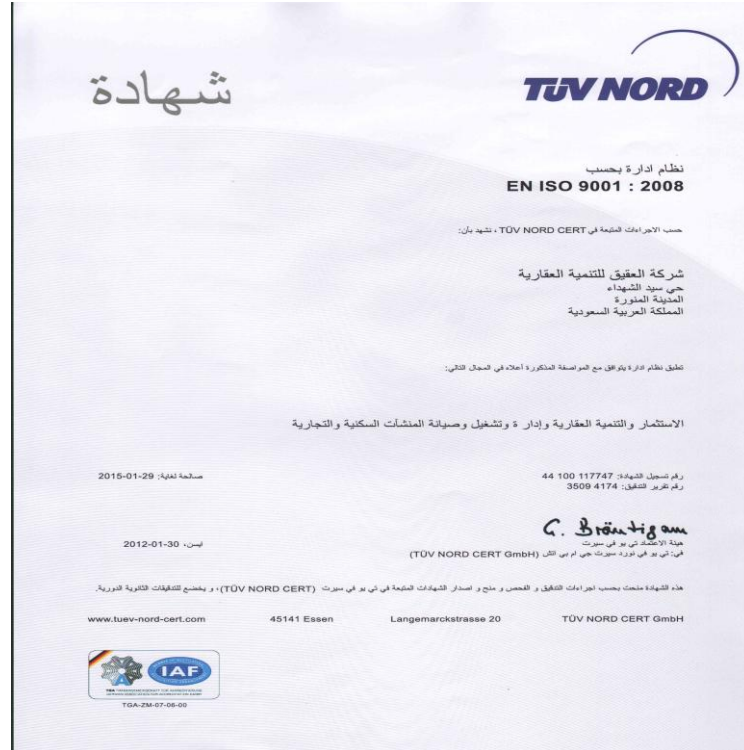 شهادة
TÜV NORD
نظام ادارة بحسب
EN ISO 9001 : 2008
حسب الاجراءات المتبعة في TÜV NORD CERT ، نشهد بأن:
شركة العقيق للتنمية العقارية
حي سيد الشهداء
المدينة المنورة
المملكة العربية السعودية
تطبق نظام ادارة يتوافق مع المواصفة المذكورة أعلاه في المجال التالي:
الاستثمار والتنمية العقارية وإدار ة وتشغيل وصيانة المنشآت السكنية والتجارية
رقم تسجيل الشهادة: 44 100 117747
صالحة لغاية: 2015-01-29
رقم تقرير التدقيق: 3509 4174
G. Bräutigam
هيئة الاعتماد تي يو في سيرت
ايسن، 2012-01-30
في: تي يو في نورد سيرت جي ام بي اتش (TÜV NORD CERT GmbH)
هذه الشهادة منحت بحسب اجراءات التدقيق و الفحص و منح و اصدار الشهادات المتبعة في تي يو في سيرت (TÜV NORD CERT) ، و يخضع للتدقيقات الثانوية الدورية.
TÜV NORD CERT GmbH Langemarckstrasse 20 45141 Essen www.tuev-nord-cert.com
IAF
TGA-ZM-07-06-00